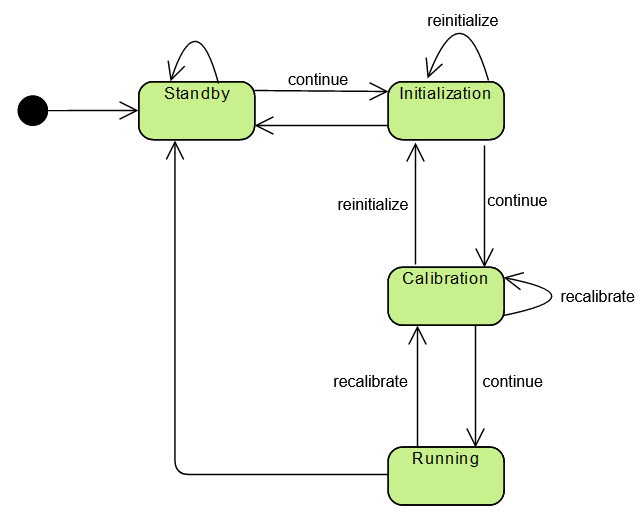 reinitialize
continue
Standby
Initialization
reinitialize
continue
Calibration
recalibrate
recalibrate
continue
Running